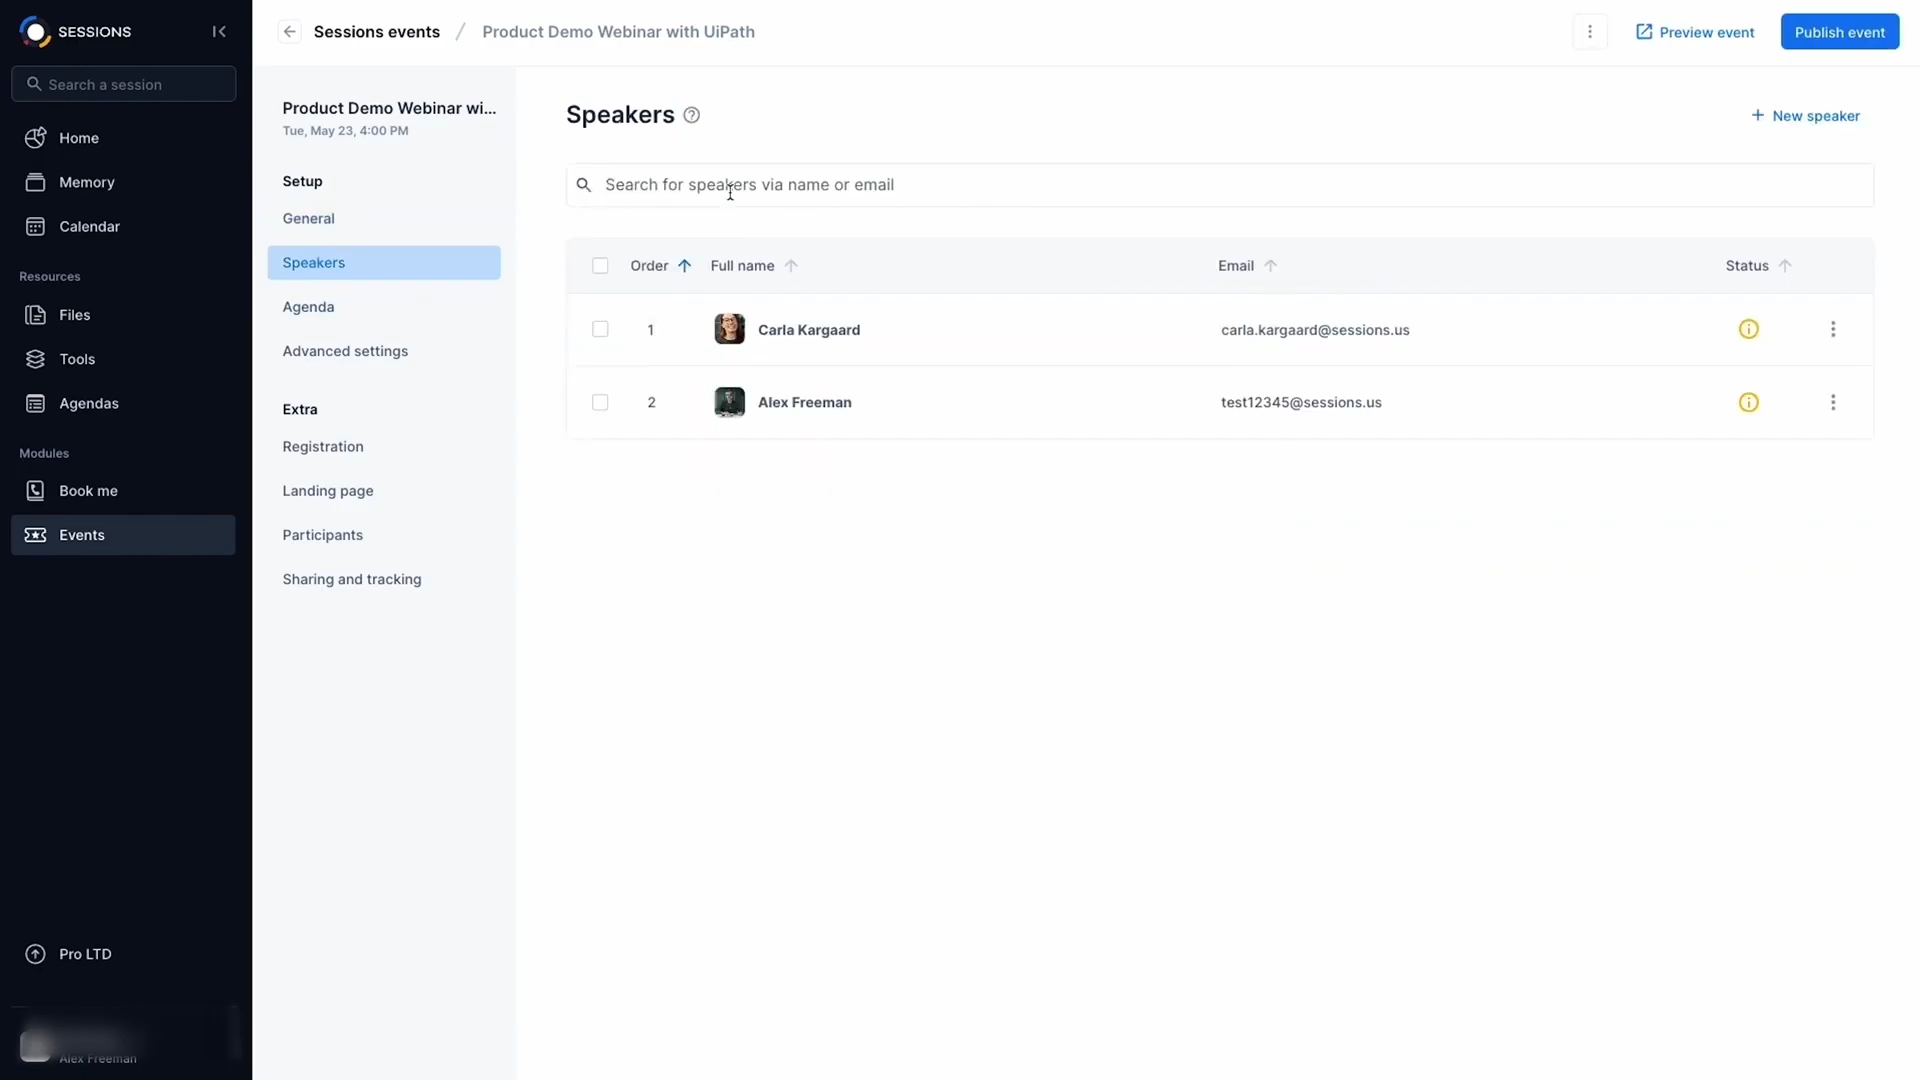 SESSIONS
Search a session
Home
Memory
Calendar
Resources
Files
Tools
Agendas
Modules
Book me
Events
Pro LTD
Alex Freeman
Sessions events / Product Demo Webinar with UiPath
Preview event
Publish event
Product Demo Webinar wi...
Tue, May 23, 4:00 PM
Setup
General
Speakers
Agenda
Advanced settings
Extra
Registration
Landing page
Participants
Sharing and tracking
Speakers
+ New speaker
Search for speakers via name or email
Order Full name Email Status
1 Carla Kargaard carla.kargaard@sessions.us
2 Alex Freeman test12345@sessions.us